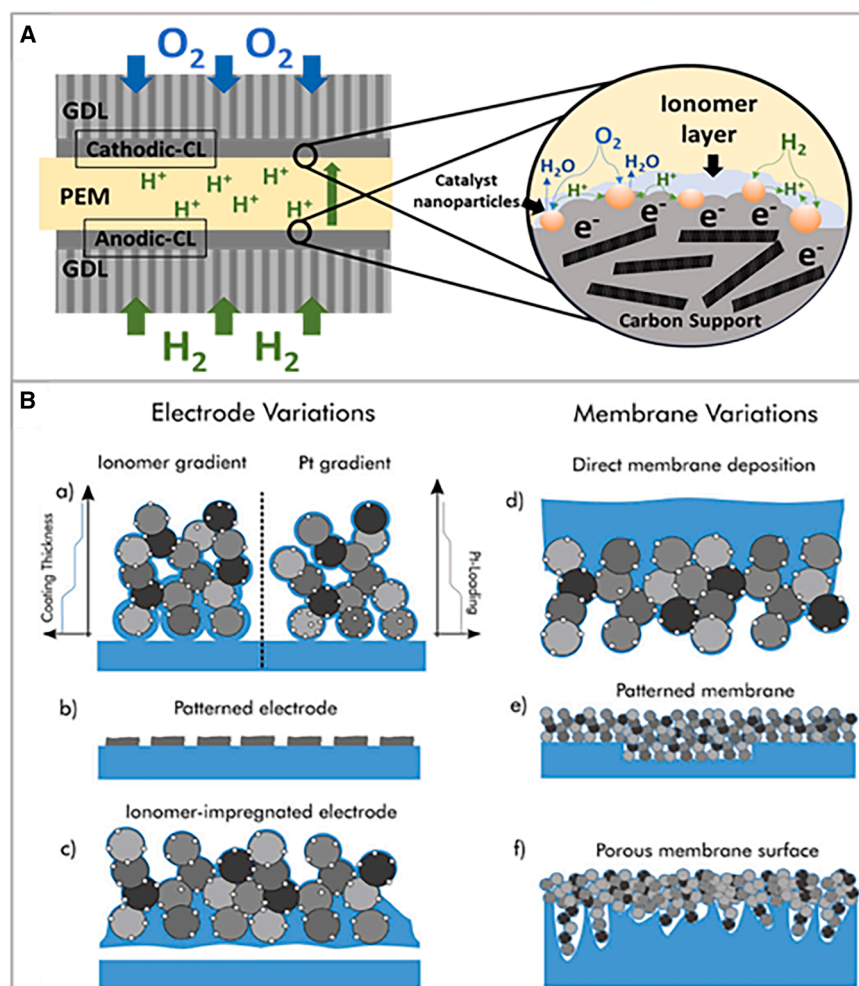 A
O2 O2
GDL
Cathodic-CL
H+ H+ H+
PEM
H+ H+ H+
Anodic-CL
GDL
H2 H2
Ionomer
layer
O2
H2
H2O
H2O
Catalyst
nanoparticles
H+
H+
H+
e- e- e- e-
e-
Carbon Support
B
Electrode Variations
Membrane Variations
Ionomer gradient
Pt gradient
a)
Coating Thickness
Pt-Loading
b)
Patterned electrode
Ionomer-impregnated electrode
c)
Direct membrane deposition
d)
Patterned membrane
e)
f)
Porous membrane surface